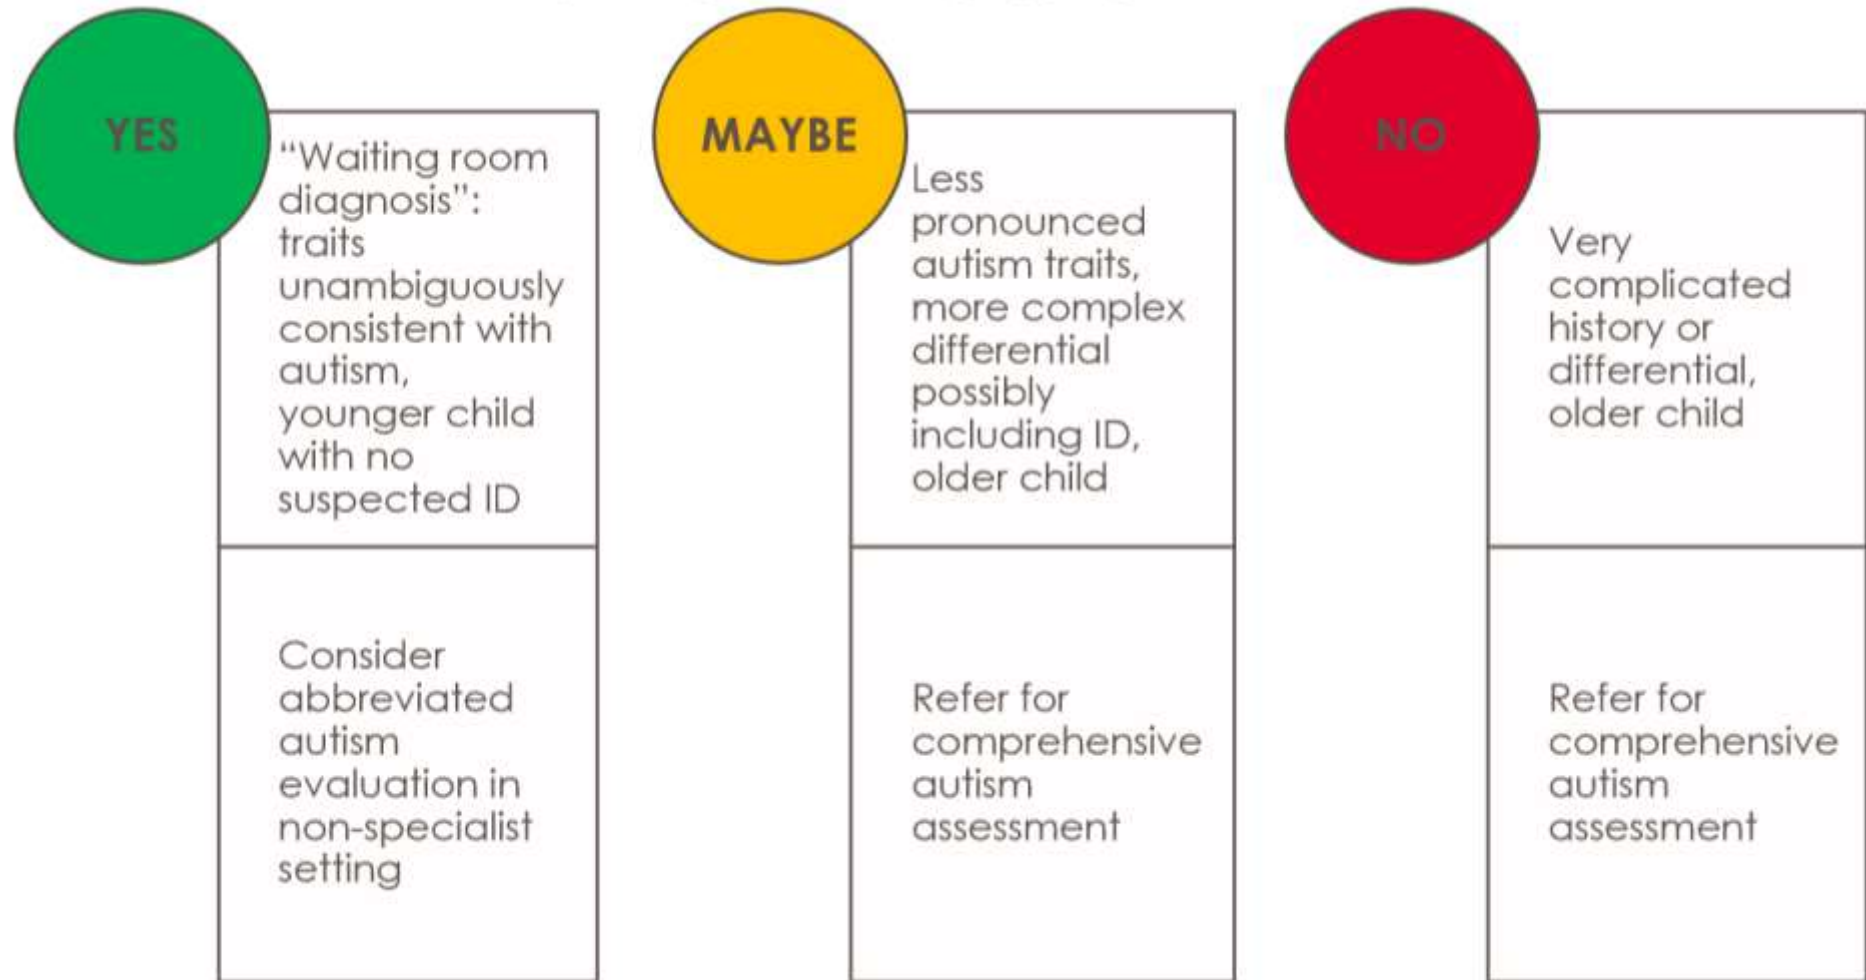 YES
“Waiting room
diagnosis”:
traits
unambiguously
consistent with
autism,
younger child
with no
suspected ID
Consider
abbreviated
autism
evaluation in
non-specialist
setting
MAYBE
Less
pronounced
autism traits,
more complex
differential
possibly
including ID,
older child
Refer for
comprehensive
autism
assessment
NO
Very
complicated
history or
differential,
older child
Refer for
comprehensive
autism
assessment